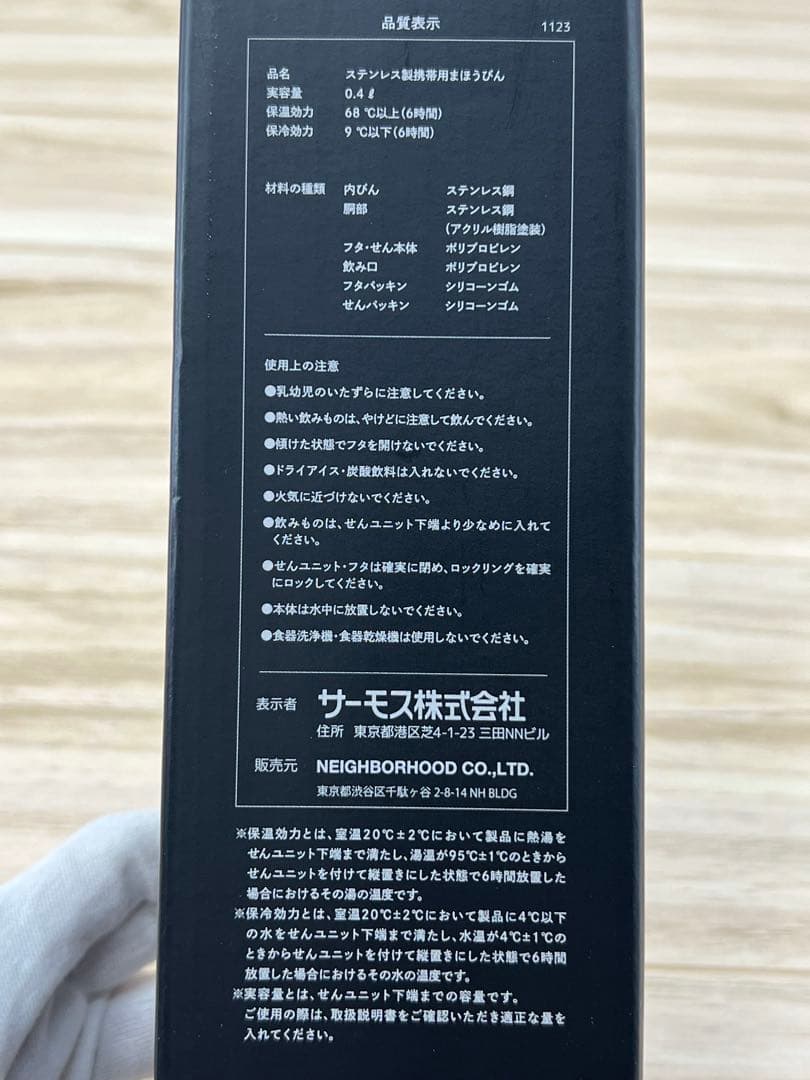 品質表示 1123
品名 ステンレス製携帯用まほうびん
実容量 0.4ℓ
保温効力 68℃以上(6時間)
保冷効力 9℃以下(6時間)
材料の種類 内びん ステンレス鋼
胴部 ステンレス鋼
(アクリル樹脂塗装)
フタ・せん本体 ポリプロピレン
飲み口 ポリプロピレン
フタパッキン シリコーンゴム
せんパッキン シリコーンゴム
使用上の注意
●乳幼児のいたずらに注意してください。
●熱い飲みものは、やけどに注意して飲んでください。
●傾けた状態でフタを開けないでください。
●ドライアイス・炭酸飲料は入れないでください。
●火気に近づけないでください。
●飲みものは、せんユニット下端より少なめに入れて
ください。
●せんユニット・フタは確実に閉め、ロックリングを確実
にロックしてください。
●本体は水中に放置しないでください。
●食器洗浄機・食器乾燥機は使用しないでください。
表示者 サーモス株式会社
住所 東京都港区芝4-1-23 三田NNビル
販売元 NEIGHBORHOOD CO.,LTD.
東京都渋谷区千駄ヶ谷 2-8-14 NH BLDG
※保温効力とは、室温20℃±2℃において製品に熱湯を
せんユニット下端まで満たし、湯温が95℃±1℃のときから
せんユニットを付けて縦置きにした状態で6時間放置した
場合におけるその湯の温度です。
※保冷効力とは、室温20℃±2℃において製品に4℃以下
の水をせんユニット下端まで満たし、水温が4℃±1℃の
ときからせんユニットを付けて縦置きにした状態で6時間
放置した場合におけるその水の温度です。
※実容量とは、せんユニット下端までの容量です。
ご使用の際は、取扱説明書をご確認いただき適正な量を
入れてください。